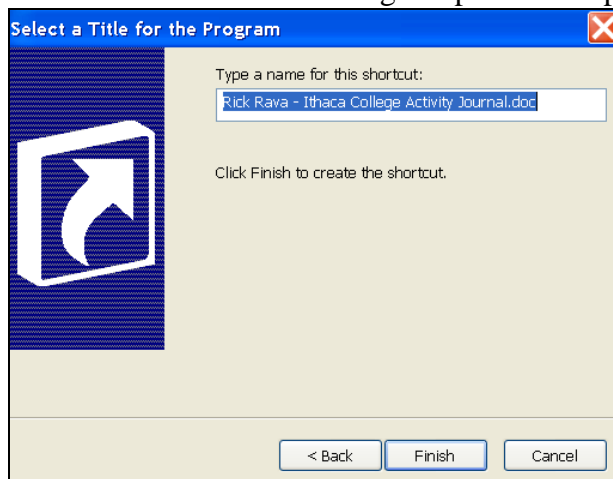 Select a Title for the Program
Type a name for this shortcut:
Rick Rava - Ithaca College Activity Journal.doc
Click Finish to create the shortcut.
< Back Finish Cancel